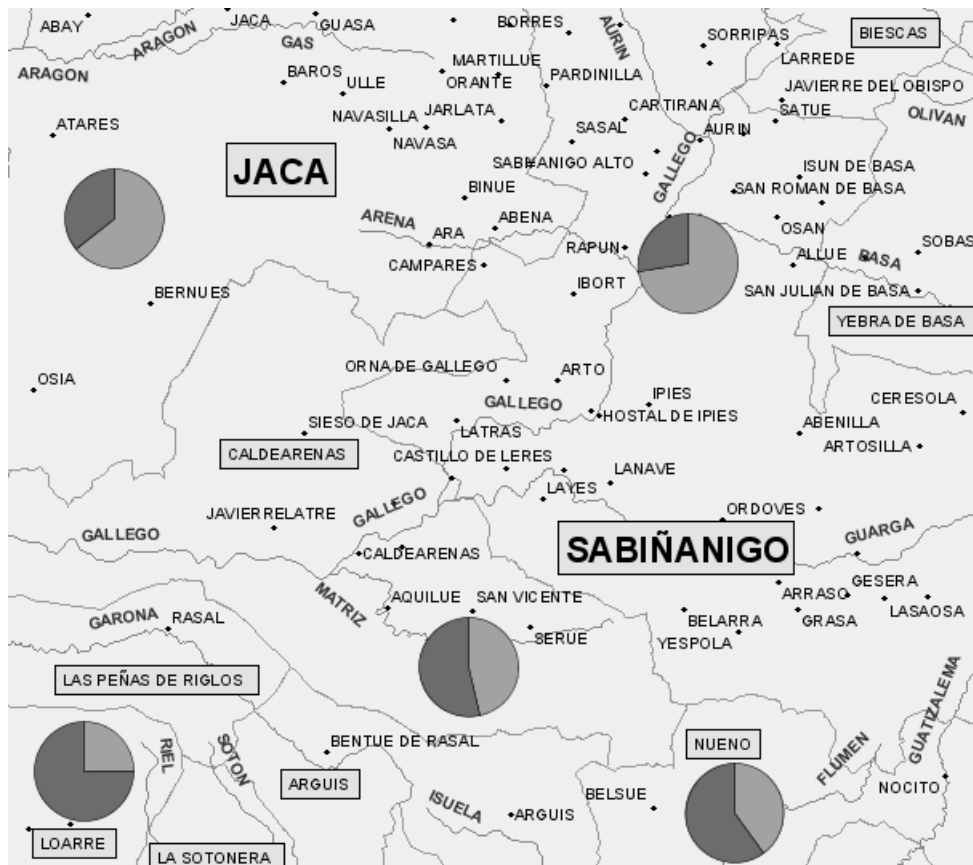 ABAY
JACA
GUASA
BORRES
AURIN
SORRIPAS
BIESCAS
ARAGON
GAS
ARAGON
BAROS
ULLE
MARTILLUE
ORANTE
PARDINILLA
LARREDE
JAVIERRE DEL OBISPO
SATUE
OLIVAN
ATARES
NAVASILLA
JARLATA
NAVASA
CARTIRANA
SASAL
AURIN
GALLEGO
SABIÑANIGO ALTO
ISUN DE BASA
SAN ROMAN DE BASA
JACA
BINUE
ARENA
ARA
ABENA
CAMPARES
RAPUN
IBORT
OSAN
ALLUE
BASA
SOBAS
SAN JULIAN DE BASA
YEBRA DE BASA
BERNUES
OSIA
ORNA DE GALLEGO
ARTO
GALLEGO
IPIES
HOSTAL DE IPIES
CERESOLA
SIESO DE JACA
LATRAS
ABENILLA
ARTOSILLA
CALDEARENAS
CASTILLO DE LERES
LANAVE
LAYES
JAVIERRELATRE
GALLEGO
GALLEGO
ORDOVES
GUARGA
CALDEARENAS
SABIÑANIGO
MATRIZ
AQUILUE
SAN VICENTE
SERUE
ARRASO
GESERA
GRASA
LASAOSA
BELARRA
YESPOLA
GARONA
RASAL
LAS PEÑAS DE RIGLOS
RIEL
SOTON
BENTUE DE RASAL
ARGUIS
NUENO
FLUMEN
GUATIZALEMA
NOCITO
ISUELA
ARGUIS
BELSUE
LOARRE
LA SOTONERA